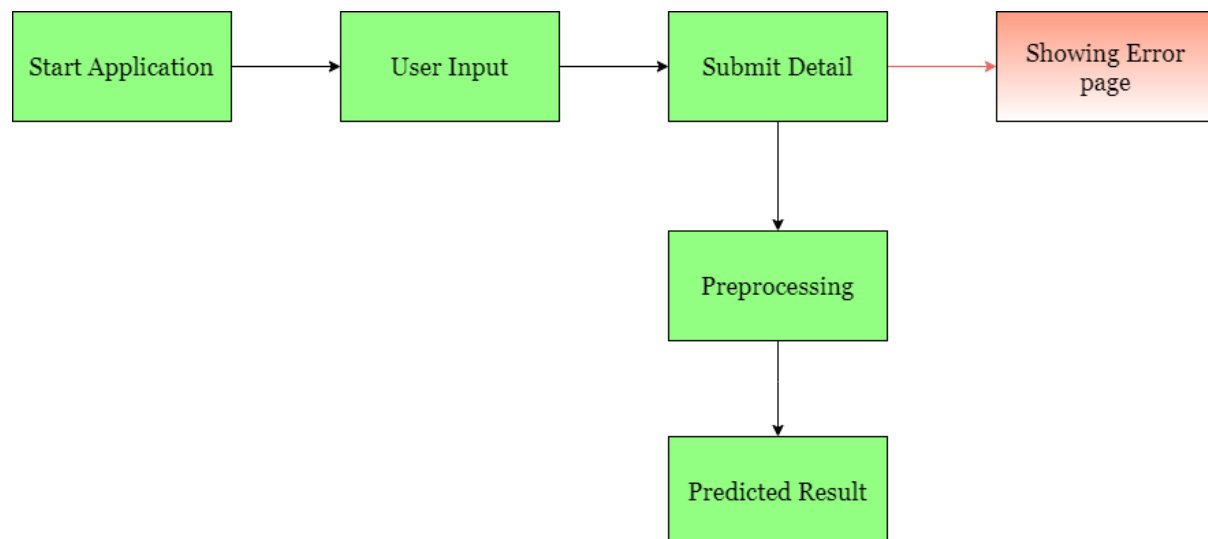 Start Application
User Input
Submit Detail
Showing Error
page
Preprocessing
Predicted Result